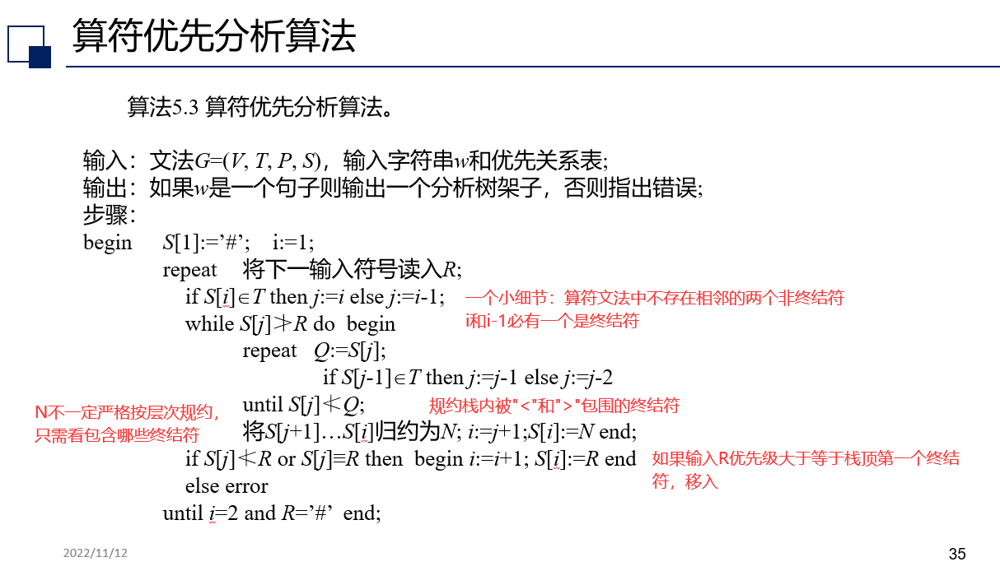 算符优先分析算法
算法5.3 算符优先分析算法。
输入：文法G=(V, T, P, S)，输入字符串w和优先关系表;
输出：如果w是一个句子则输出一个分析树架子，否则指出错误;
步骤：
begin S[1]:=’#’; i:=1;
repeat 将下一输入符号读入R;
if S[i]∈T then j:=i else j:=i-1;
一个小细节：算符文法中不存在相邻的两个非终结符
i和i-1必有一个是终结符
while S[j]⋗R do begin
repeat Q:=S[j];
if S[j-1]∈T then j:=j-1 else j:=j-2
until S[j]⋖Q;
规约栈内被"<"和">"包围的终结符
N不一定严格按层次规约，
只需看包含哪些终结符
将S[j+1]…S[i]归约为N; i:=j+1;S[i]:=N end;
if S[j]⋖R or S[j]≡R then begin i:=i+1; S[i]:=R end
如果输入R优先级大于等于栈顶第一个终结
符，移入
else error
until i=2 and R=’#’ end;
2022/11/12
35